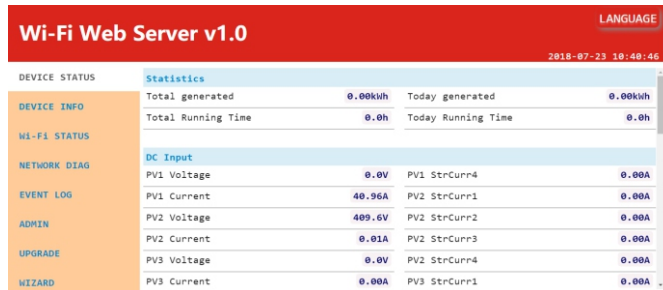 Wi-Fi Web Server v1.0
LANGUAGE
2018-07-23 10:40:46
DEVICE STATUS
DEVICE INFO
Wi-Fi STATUS
NETWORK DIAG
EVENT LOG
ADMIN
UPGRADE
WIZARD
Statistics
Total generated 0.00kWh Today generated 0.00kWh
Total Running Time 0.0h Today Running Time 0.0h
DC Input
PV1 Voltage 0.0V PV1 StrCurr4 0.00A
PV1 Current 40.96A PV2 StrCurr1 0.00A
PV2 Voltage 409.6V PV2 StrCurr2 0.00A
PV2 Current 0.01A PV2 StrCurr3 0.00A
PV3 Voltage 0.0V PV2 StrCurr4 0.00A
PV3 Current 0.00A PV3 StrCurr1 0.00A